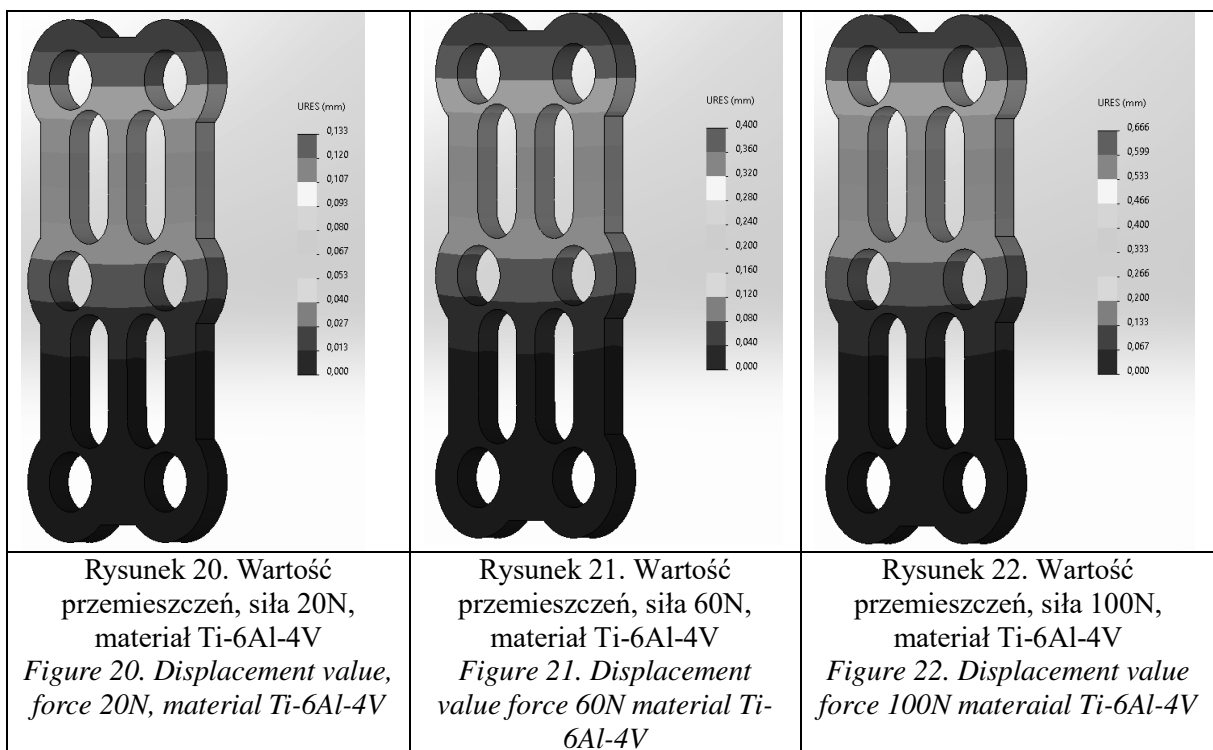 URES (mm)
0,133
0,120
0,107
0,093
0,080
0,067
0,053
0,040
0,027
0,013
0,000
URES (mm)
0,400
0,360
0,320
0,280
0,240
0,200
0,160
0,120
0,080
0,040
0,000
URES (mm)
0,666
0,599
0,533
0,466
0,400
0,333
0,266
0,200
0,133
0,067
0,000
Rysunek 20. Wartość
przemieszczeń, siła 20N,
materiał Ti-6Al-4V
Figure 20. Displacement value,
force 20N, material Ti-6Al-4V
Rysunek 21. Wartość
przemieszczeń, siła 60N,
materiał Ti-6Al-4V
Figure 21. Displacement
value force 60N material Ti-
6Al-4V
Rysunek 22. Wartość
przemieszczeń, siła 100N,
materiał Ti-6Al-4V
Figure 22. Displacement value
force 100N materaial Ti-6Al-4V